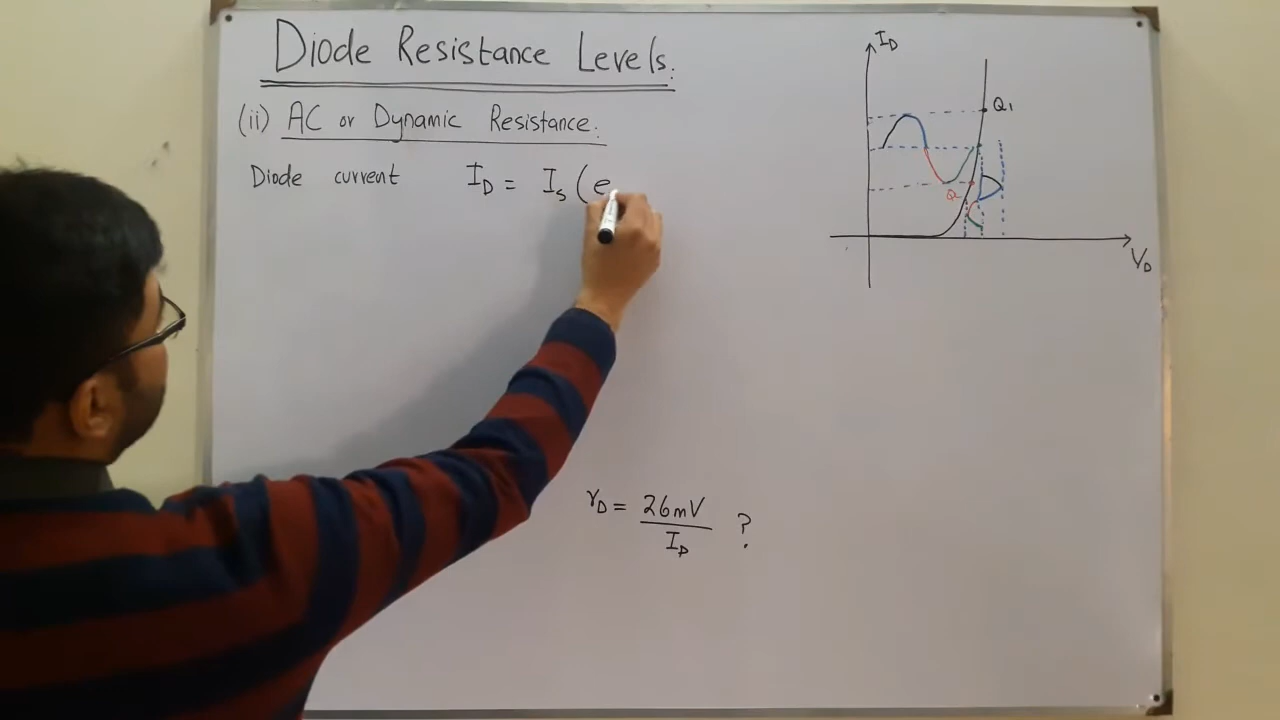 Diode Resistance Levels.
(ii) AC or Dynamic Resistance.
Diode current I_D = I_s (e
r_D = 26mV / I_D ?
I_D
Q1
Q
V_D